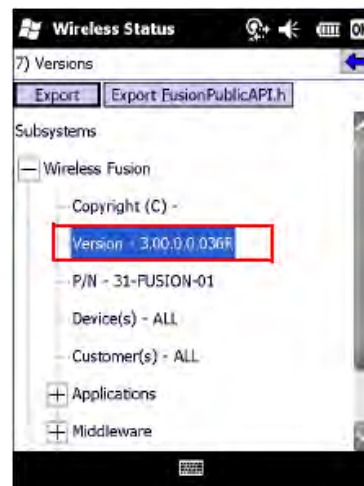 Wireless Status
7) Versions
Export Export FusionPublicAPI.h
Subsystems
Wireless Fusion
Copyright (C) -
Version - 3.00.0.0.036R
P/N - 31-FUSION-01
Device(s) - ALL
Customer(s) - ALL
Applications
Middleware